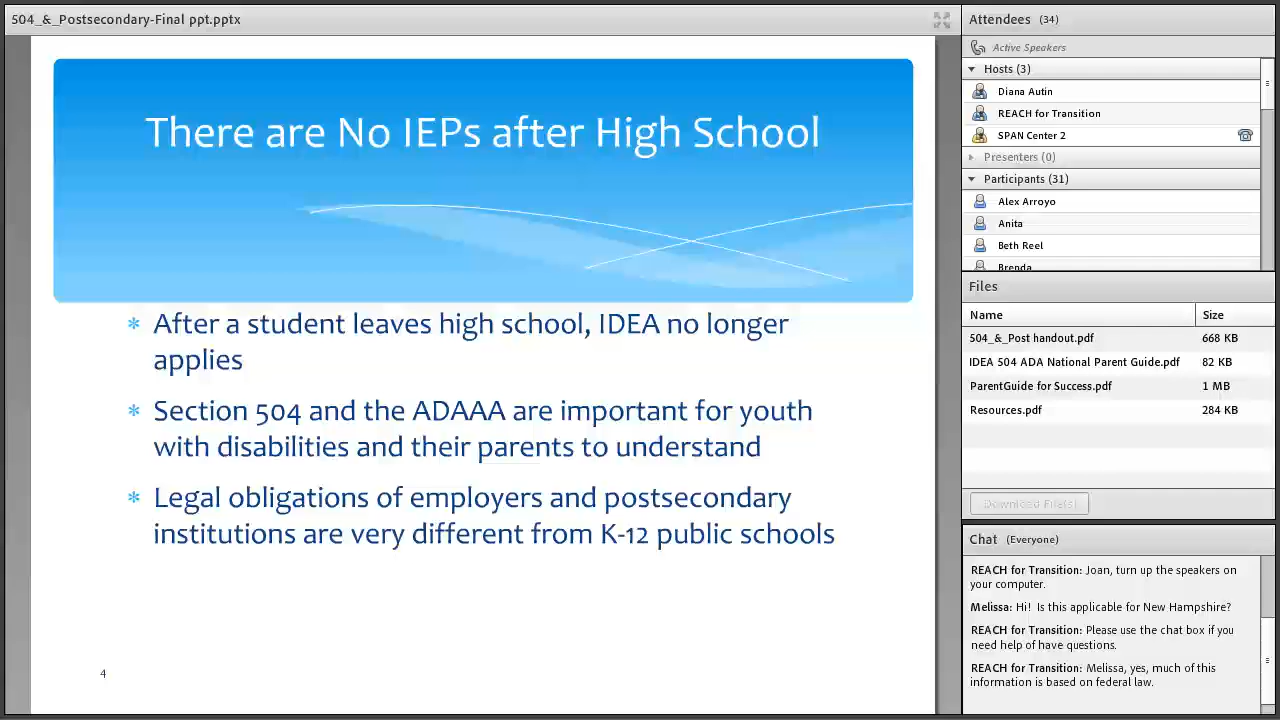 504_&_Postsecondary-Final ppt.pptx
There are No IEPs after High School
* After a student leaves high school, IDEA no longer
applies
* Section 504 and the ADAAA are important for youth
with disabilities and their parents to understand
* Legal obligations of employers and postsecondary
institutions are very different from K-12 public schools
4
Attendees (34)
Active Speakers
Hosts (3)
Diana Autin
REACH for Transition
SPAN Center 2
Presenters (0)
Participants (31)
Alex Arroyo
Anita
Beth Reel
Brenda
Files
Name Size
504_&_Post handout.pdf 668 KB
IDEA 504 ADA National Parent Guide.pdf 82 KB
ParentGuide for Success.pdf 1 MB
Resources.pdf 284 KB
Download File(s)
Chat (Everyone)
REACH for Transition: Joan, turn up the speakers on
your computer.
Melissa: Hi! Is this applicable for New Hampshire?
REACH for Transition: Please use the chat box if you
need help of have questions.
REACH for Transition: Melissa, yes, much of this
information is based on federal law.